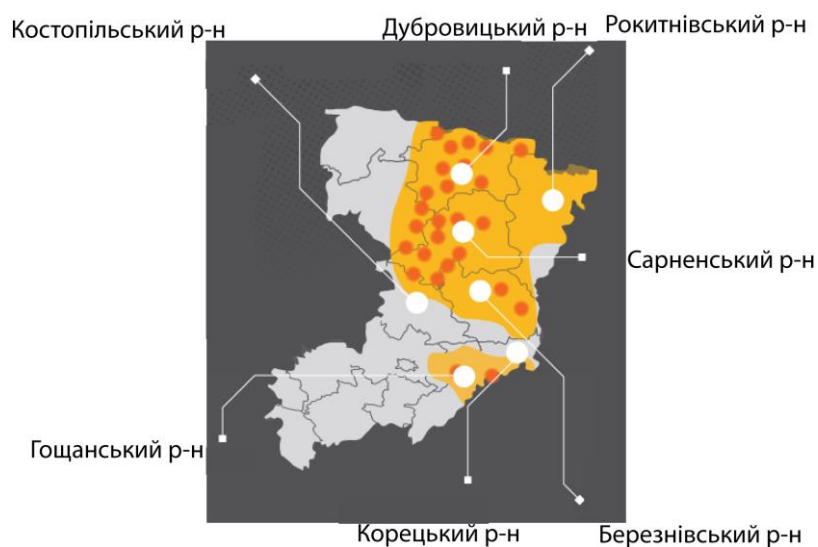 Костопільський р-н
Дубровицький р-н
Рокитнівський р-н
Сарненський р-н
Гощанський р-н
Корецький р-н
Березнівський р-н